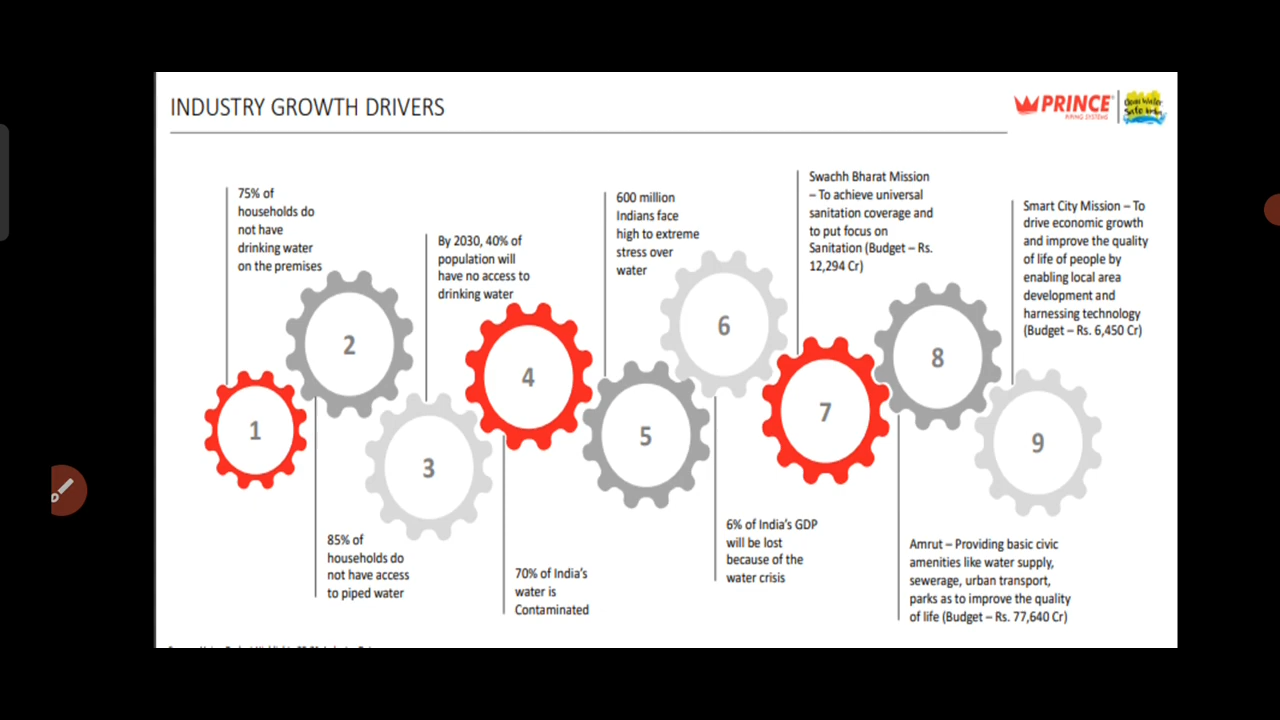 INDUSTRY GROWTH DRIVERS
PRINCE
PIPING SYSTEMS
Clean Water
Safe India
75% of
households do
not have
drinking water
on the premises
1
2
85% of
households do
not have access
to piped water
By 2030, 40% of
population will
have no access to
drinking water
3
4
70% of India's
water is
Contaminated
600 million
Indians face
high to extreme
stress over
water
5
6
6% of India's GDP
will be lost
because of the
water crisis
Swachh Bharat Mission
– To achieve universal
sanitation coverage and
to put focus on
Sanitation (Budget – Rs.
12,294 Cr)
7
8
Amrut – Providing basic civic
amenities like water supply,
sewerage, urban transport,
parks as to improve the quality
of life (Budget – Rs. 77,640 Cr)
Smart City Mission – To
drive economic growth
and improve the quality
of life of people by
enabling local area
development and
harnessing technology
(Budget – Rs. 6,450 Cr)
9